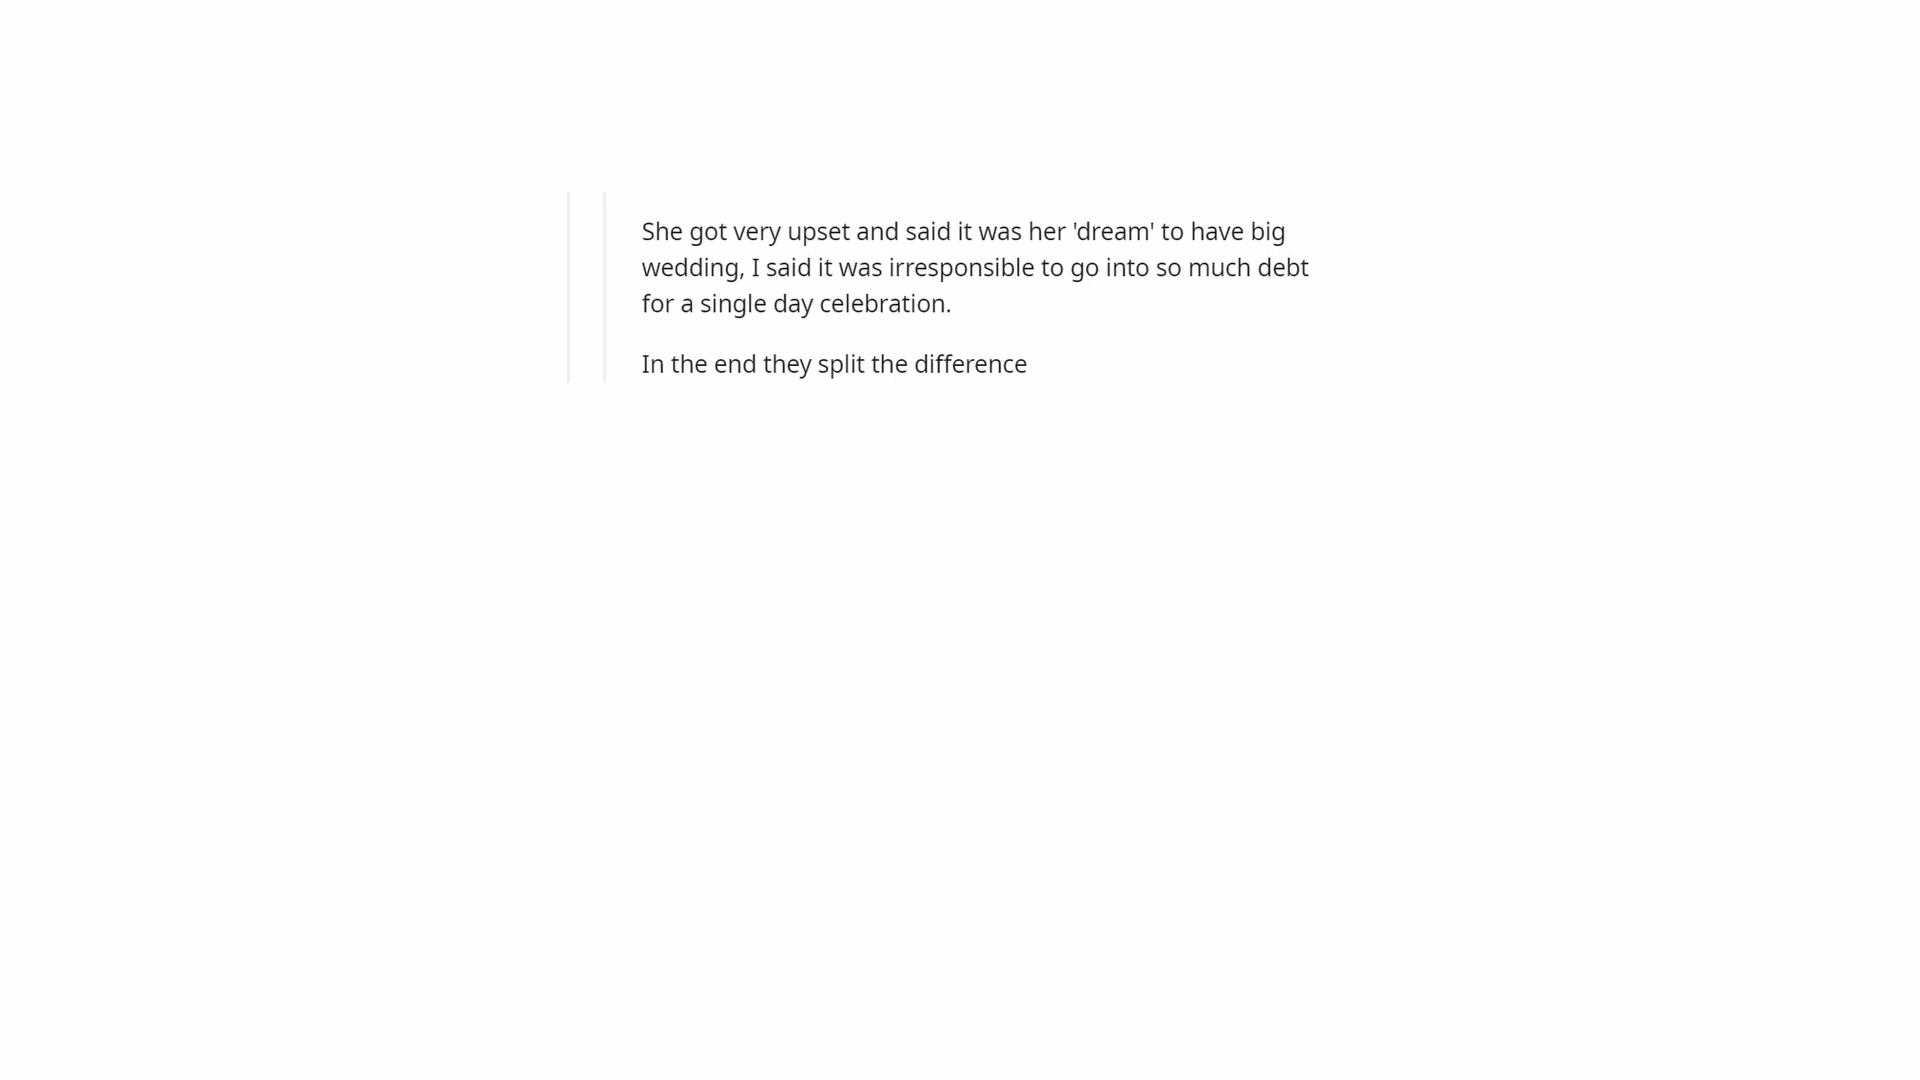 She got very upset and said it was her 'dream' to have big
wedding, I said it was irresponsible to go into so much debt
for a single day celebration.
In the end they split the difference